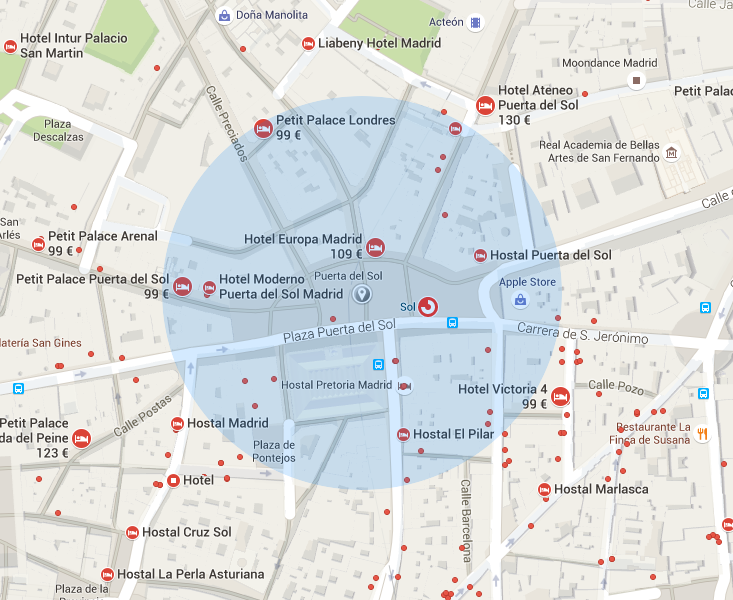 Doña Manolita
Acteón
Calle Ja
Hotel Intur Palacio
San Martin
Liabeny Hotel Madrid
Moondance Madrid
Hotel Ateneo
Puerta del Sol
130 €
Petit Palac
Calle Preciados
Petit Palace Londres
99 €
Plaza
Descalzas
Real Academia de Bellas
Artes de San Fernando
Calle d
San
Arlés
Petit Palace Arenal
99 €
Hotel Europa Madrid
109 €
Hostal Puerta del Sol
Petit Palace Puerta del Sol
99 €
Hotel Moderno
Puerta del Sol Madrid
Puerta del Sol
Apple Store
Sol
Plaza Puerta del Sol
Carrera de S. Jerónimo
latería San Gines
Hostal Pretoria Madrid
Hotel Victoria 4
99 €
Calle Pozo
Calle Postas
Petit Palace
da del Peine
123 €
Hostal Madrid
Hostal El Pilar
Restaurante La
Finca de Susana
Plaza de
Pontejos
Hotel
Hostal Marlasca
Calle Barcelona
Hostal Cruz Sol
Hostal La Perla Asturiana
Plaza de la